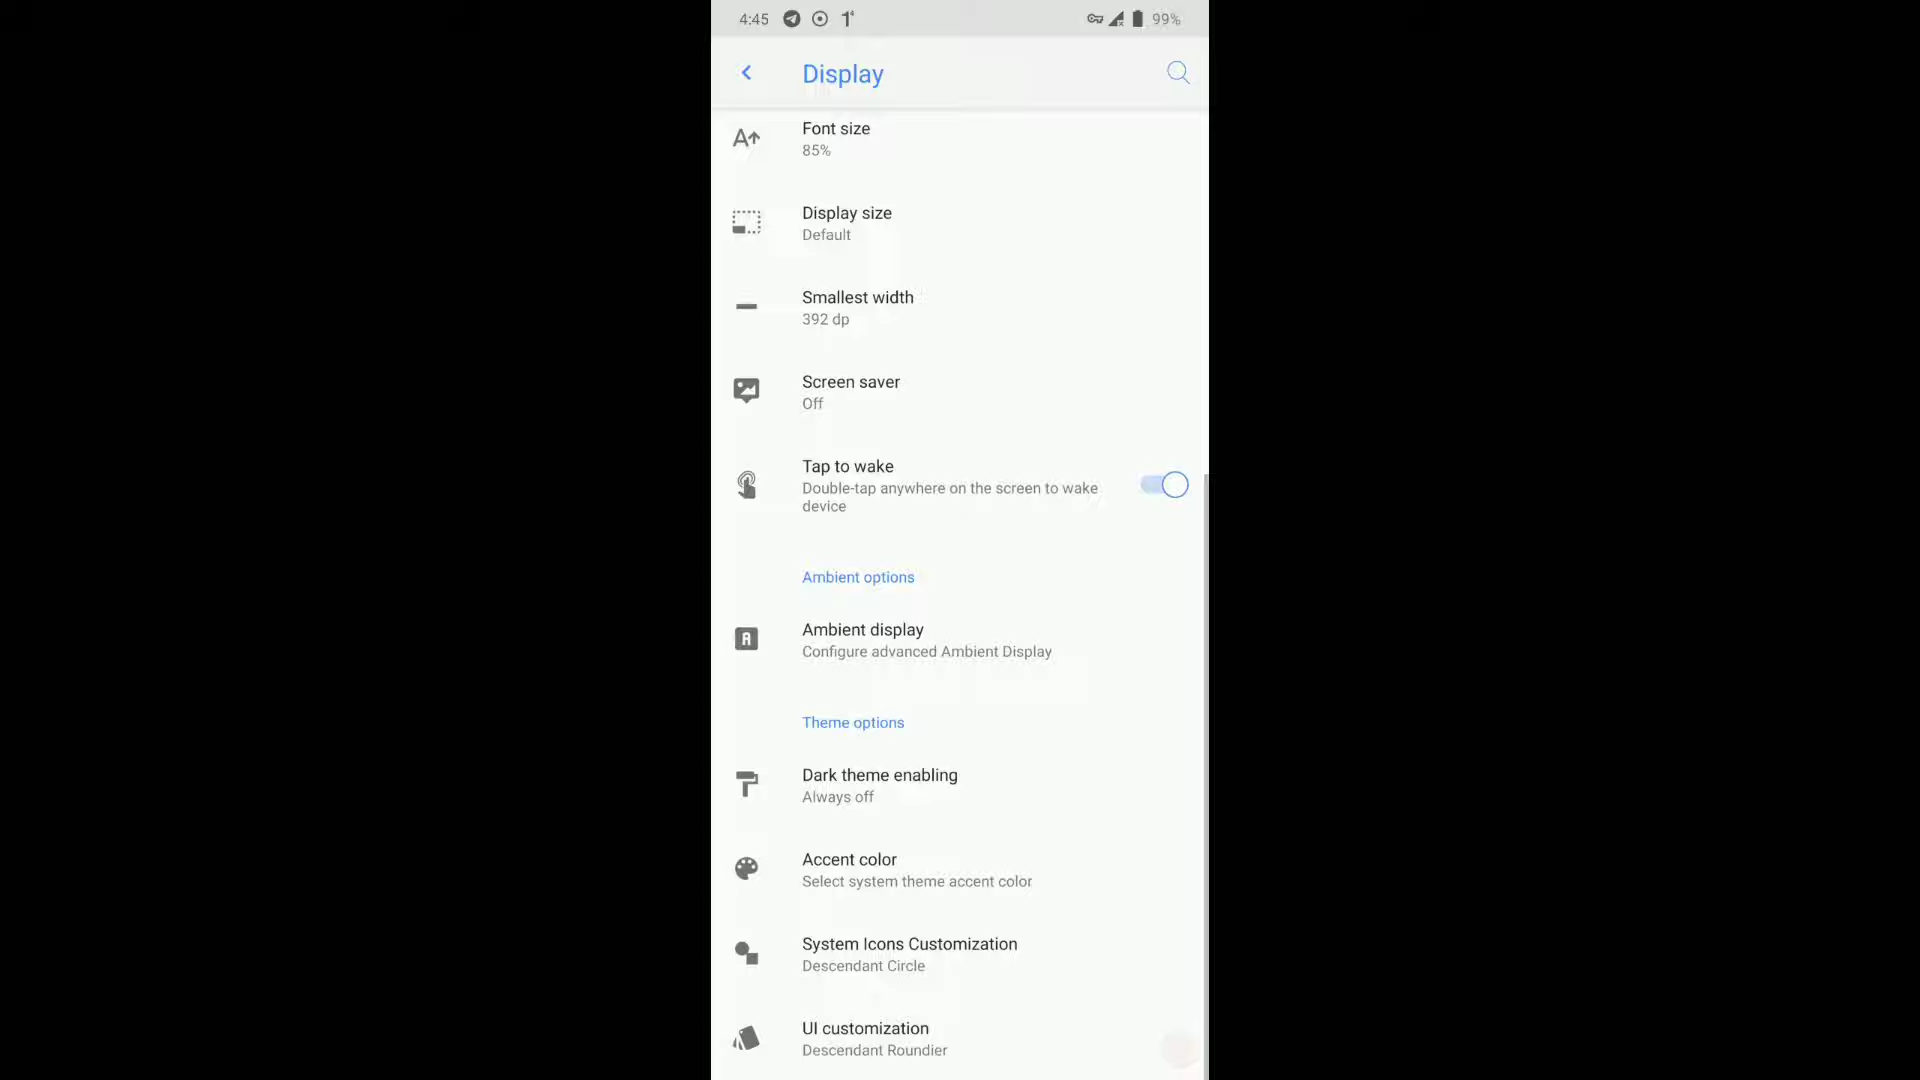 4:45
99%
Display
Font size
85%
Display size
Default
Smallest width
392 dp
Screen saver
Off
Tap to wake
Double-tap anywhere on the screen to wake
device
Ambient options
Ambient display
Configure advanced Ambient Display
Theme options
Dark theme enabling
Always off
Accent color
Select system theme accent color
System Icons Customization
Descendant Circle
UI customization
Descendant Roundier